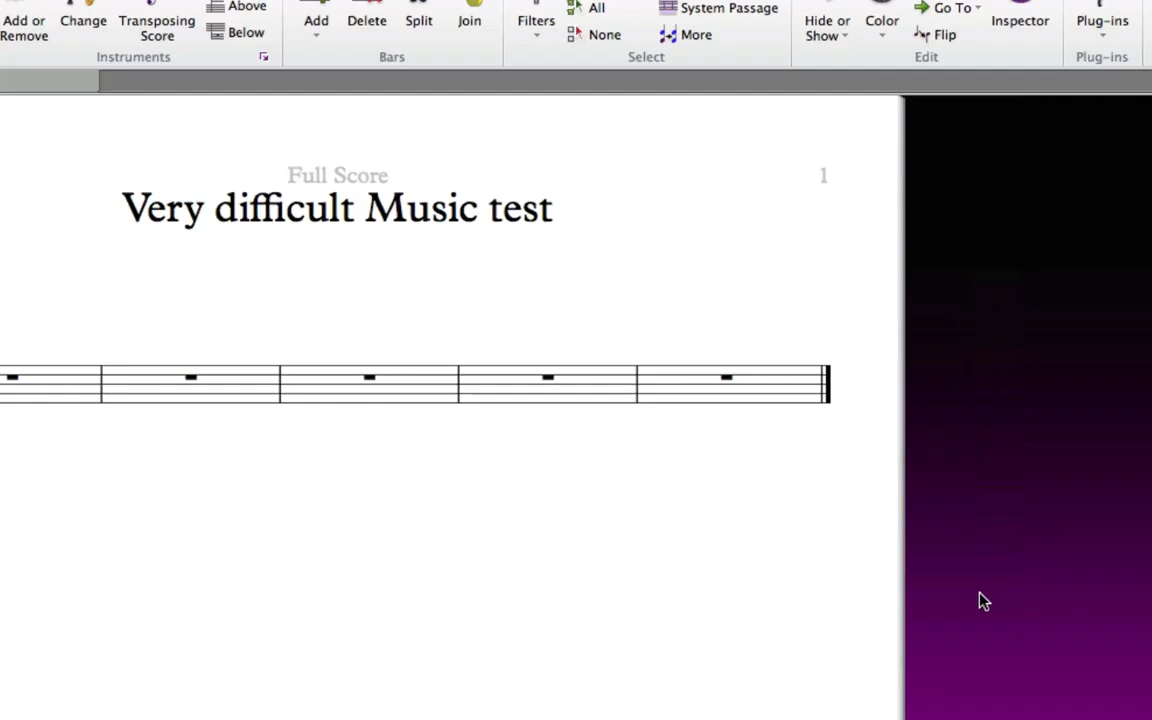 Above
Add or Remove
Change
Transposing Score
Below
Instruments
Add
Delete
Split
Join
Bars
Filters
All
None
System Passage
More
Select
Hide or Show
Color
Go To
Flip
Inspector
Edit
Plug-ins
Plug-ins
Full Score
1
Very difficult Music test